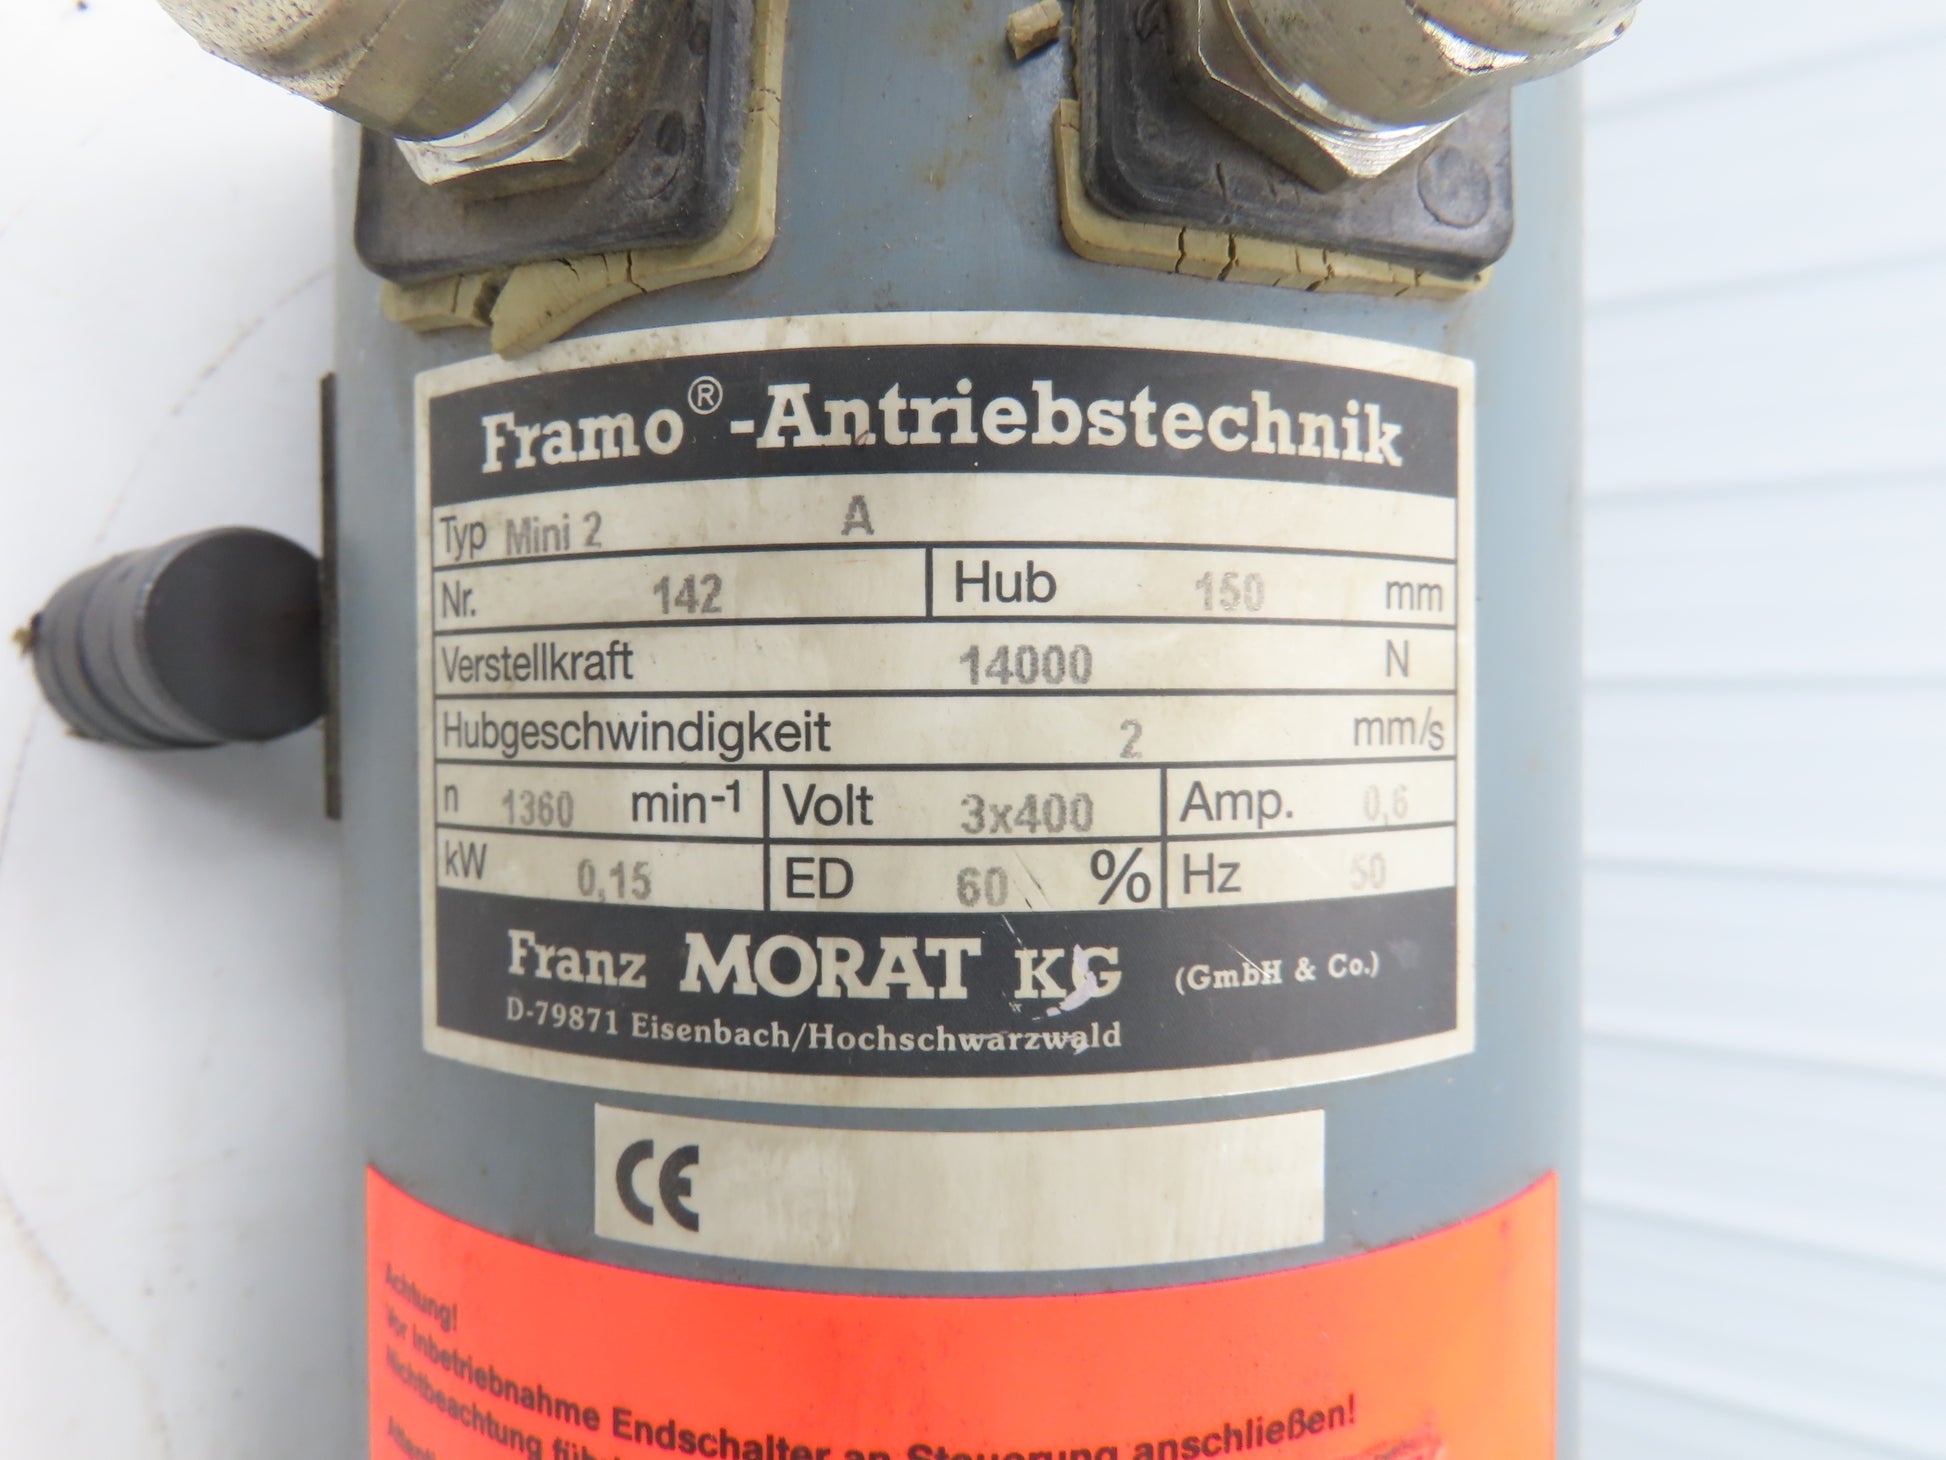 Framo®-Antriebstechnik
Typ Mini 2 A
Nr. 142 Hub 150 mm
Verstellkraft 14000 N
Hubgeschwindigkeit 2 mm/s
n 1360 min-1 Volt 3x400 Amp. 0,6
kW 0,15 ED 60 % Hz 50
Franz MORAT KG (GmbH & Co.)
D-79871 Eisenbach/Hochschwarzwald
CE
Achtung!
Vor Inbetriebnahme Endschalter an Steuerung anschließen!
Nichtbeachtung